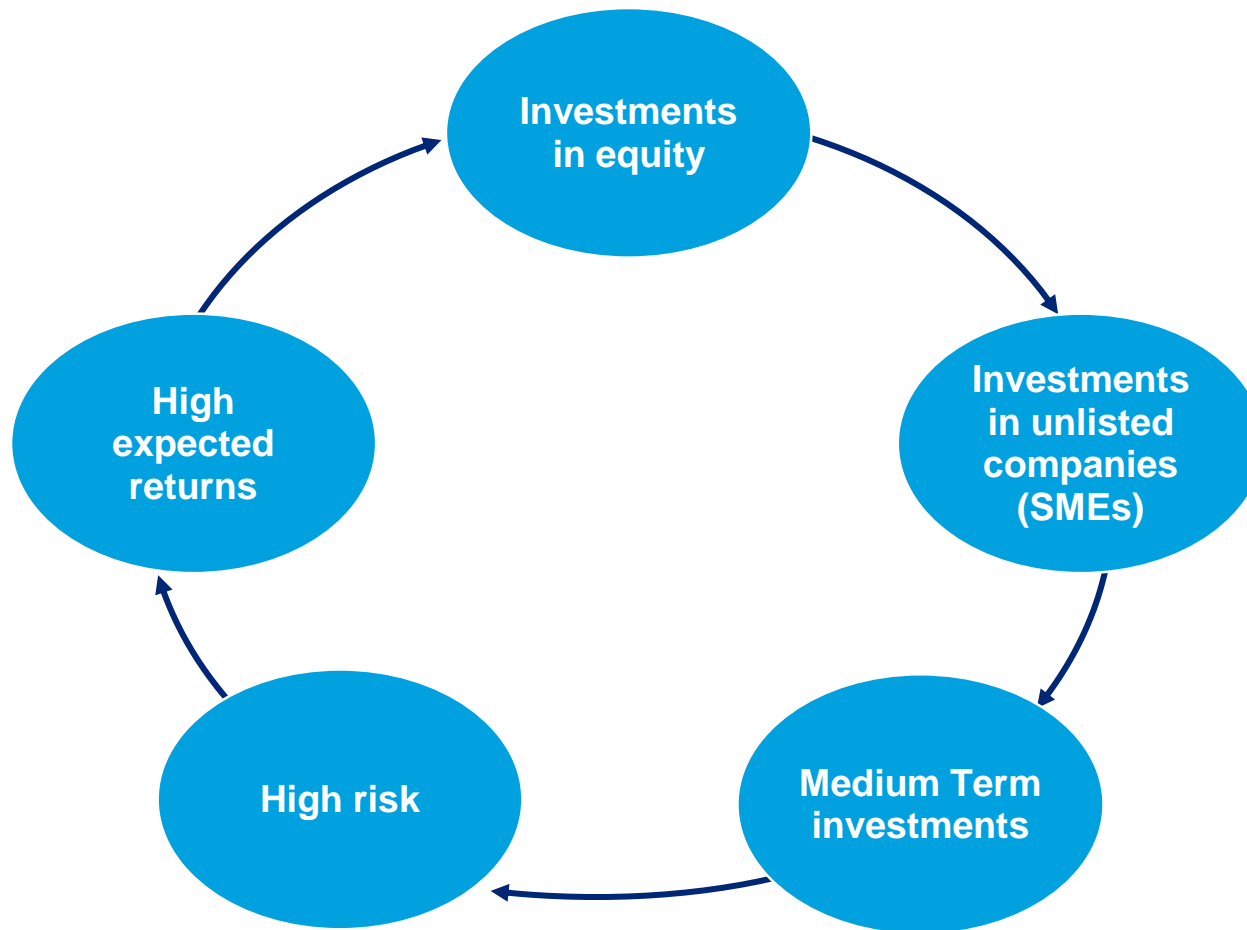 Investments
in equity
Investments
in unlisted
companies
(SMEs)
Medium Term
investments
High risk
High
expected
returns